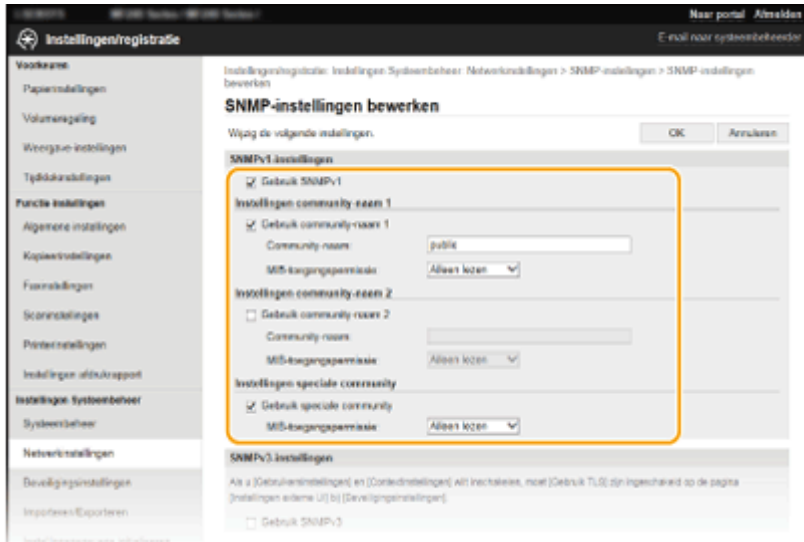 Naar portal Afmelden
Instellingen/registratie
E-mail naar systeembeheerder
Voorkeuren
Papierinstellingen
Volumeregeling
Weergave-instellingen
Tijdklokinstellingen
Functie-instellingen
Algemene instellingen
Kopieerinstellingen
Faxinstellingen
Scaninstellingen
Printerinstellingen
Instellingen afdrukrapport
Instellingen Systeembeheer
Systeembeheer
Netwerkinstellingen
Beveiligingsinstellingen
Importeren/Exporteren
Instellingen/registratie: Instellingen Systeembeheer: Netwerkinstellingen > SNMP-instellingen > SNMP-instellingen
bewerken
SNMP-instellingen bewerken
Wijzig de volgende instellingen.
OK Annuleren
SNMPv1-instellingen
Gebruik SNMPv1
Instellingen community-naam 1
Gebruik community-naam 1
Community-naam: public
MIB-toegangspermissie: Alleen lezen
Instellingen community-naam 2
Gebruik community-naam 2
Community-naam:
MIB-toegangspermissie: Alleen lezen
Instellingen speciale community
Gebruik speciale community
MIB-toegangspermissie: Alleen lezen
SNMPv3-instellingen
Als u [Gebruikersinstellingen] en [Contextinstellingen] wilt inschakelen, moet [Gebruik TLS] zijn ingeschakeld op de pagina
[Instellingen externe UI] bij [Beveiligingsinstellingen].
Gebruik SNMPv3